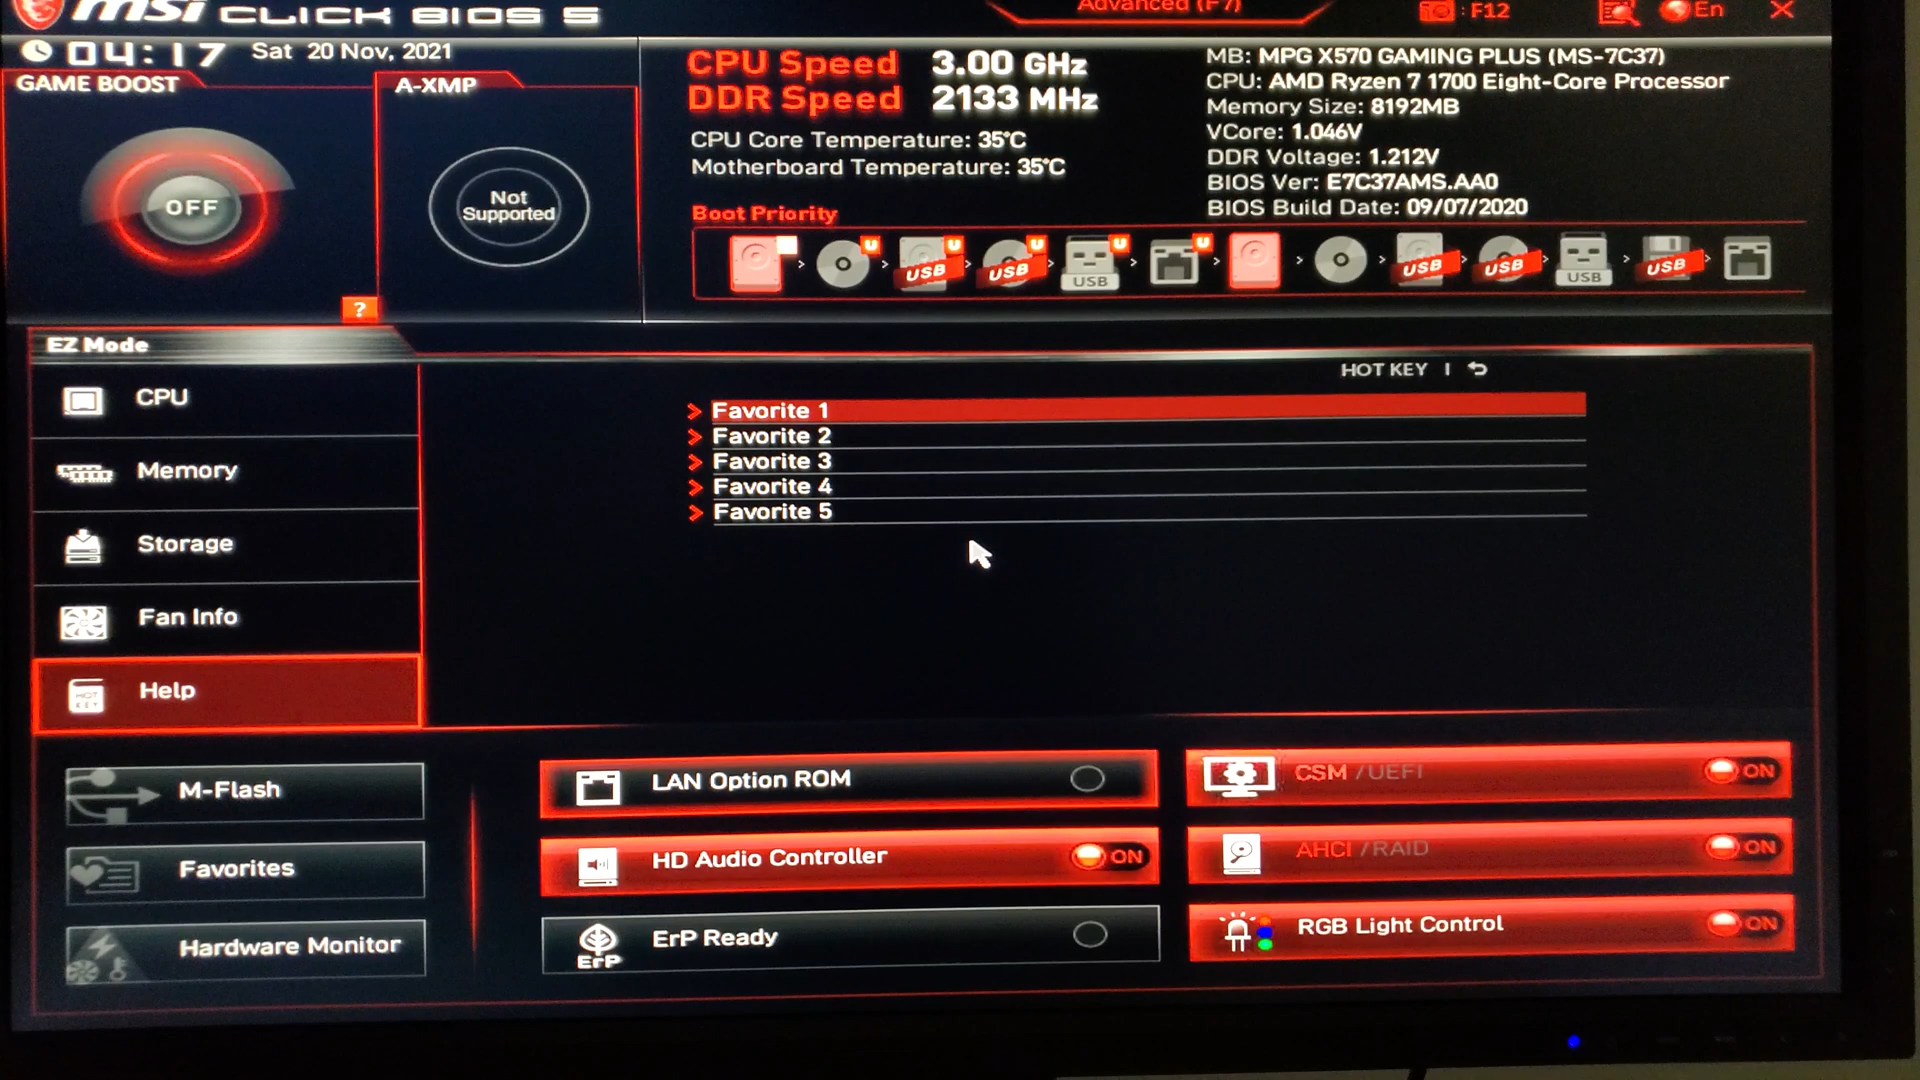 msi CLICK BIOS 5
Advanced (F7)
: F12
En
X
04:17 Sat 20 Nov, 2021
GAME BOOST
OFF
?
A-XMP
Not
Supported
CPU Speed 3.00 GHz
DDR Speed 2133 MHz
CPU Core Temperature: 35°C
Motherboard Temperature: 35°C
MB: MPG X570 GAMING PLUS (MS-7C37)
CPU: AMD Ryzen 7 1700 Eight-Core Processor
Memory Size: 8192MB
VCore: 1.046V
DDR Voltage: 1.212V
BIOS Ver: E7C37AMS.AA0
BIOS Build Date: 09/07/2020
Boot Priority
U USB U USB U USB U U USB USB USB USB
EZ Mode
CPU
Memory
Storage
Fan Info
HOT KEY Help
HOT KEY |
Favorite 1
Favorite 2
Favorite 3
Favorite 4
Favorite 5
M-Flash
Favorites
Hardware Monitor
LAN Option ROM
HD Audio Controller ON
ErP ErP Ready
CSM /UEFI ON
AHCI /RAID ON
RGB Light Control ON